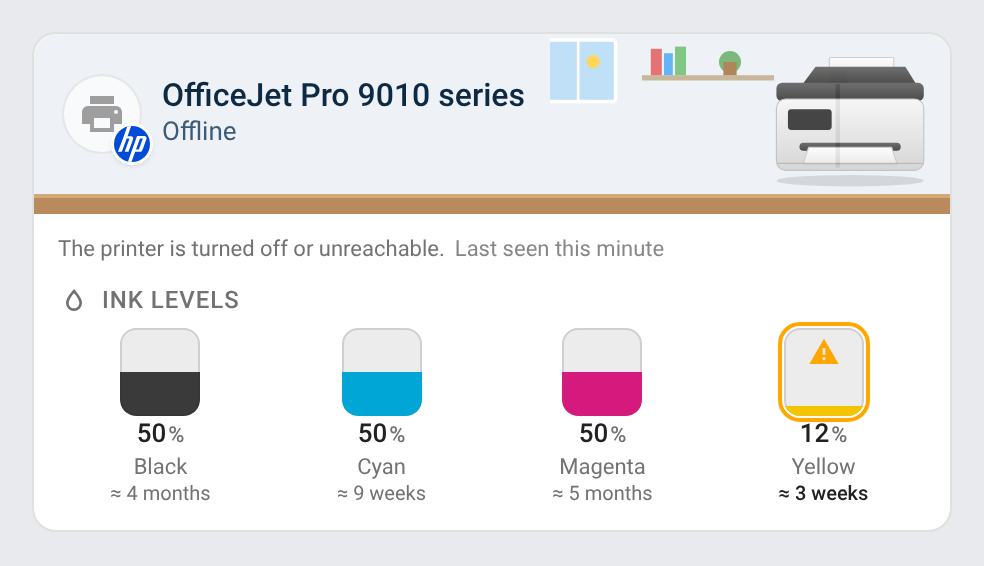 OfficeJet Pro 9010 series
Offline
hp
The printer is turned off or unreachable. Last seen this minute
INK LEVELS
50% 50% 50% 12%
Black Cyan Magenta Yellow
≈ 4 months ≈ 9 weeks ≈ 5 months ≈ 3 weeks